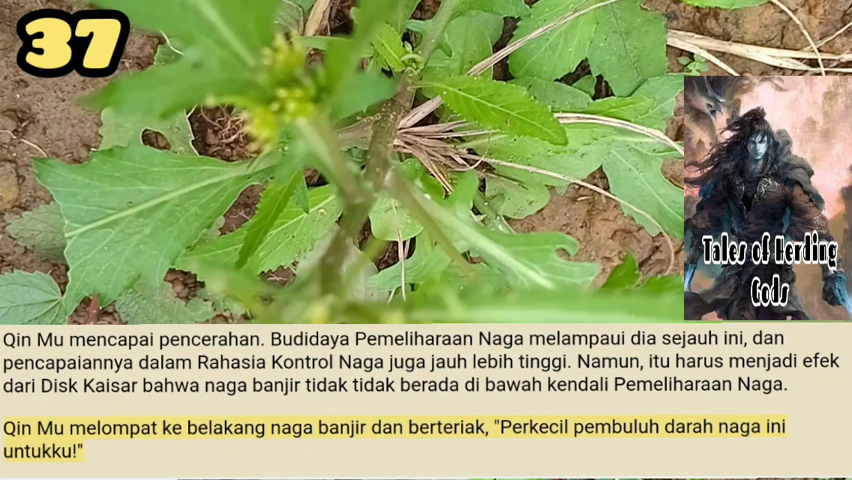 37
Tales of Herding
Gods
Qin Mu mencapai pencerahan. Budidaya Pemeliharaan Naga melampaui dia sejauh ini, dan
pencapaiannya dalam Rahasia Kontrol Naga juga jauh lebih tinggi. Namun, itu harus menjadi efek
dari Disk Kaisar bahwa naga banjir tidak tidak berada di bawah kendali Pemeliharaan Naga.
Qin Mu melompat ke belakang naga banjir dan berteriak, "Perkecil pembuluh darah naga ini
untukku!"